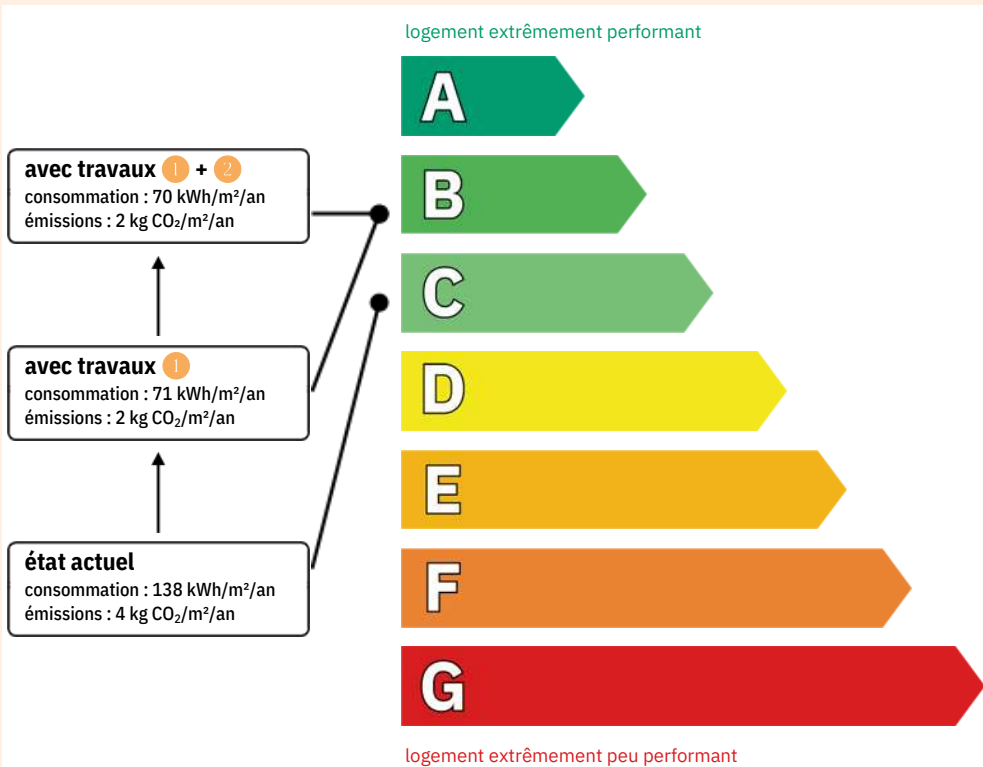 logement extrêmement performant
A
avec travaux 1 + 2
consommation : 70 kWh/m²/an
émissions : 2 kg CO₂/m²/an
B
C
avec travaux 1
consommation : 71 kWh/m²/an
émissions : 2 kg CO₂/m²/an
D
E
état actuel
consommation : 138 kWh/m²/an
émissions : 4 kg CO₂/m²/an
F
G
logement extrêmement peu performant